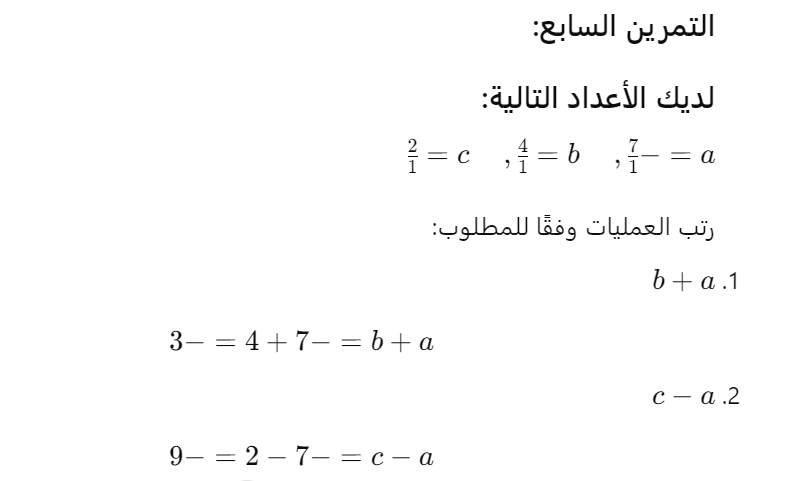 التمرين السابع:
لديك الأعداد التالية:
a = −7/1, b = 4/1, c = 2/1
رتب العمليات وفقًا للمطلوب:
1. a + b
a + b = −7 + 4 = −3
2. a − c
a − c = −7 − 2 = −9